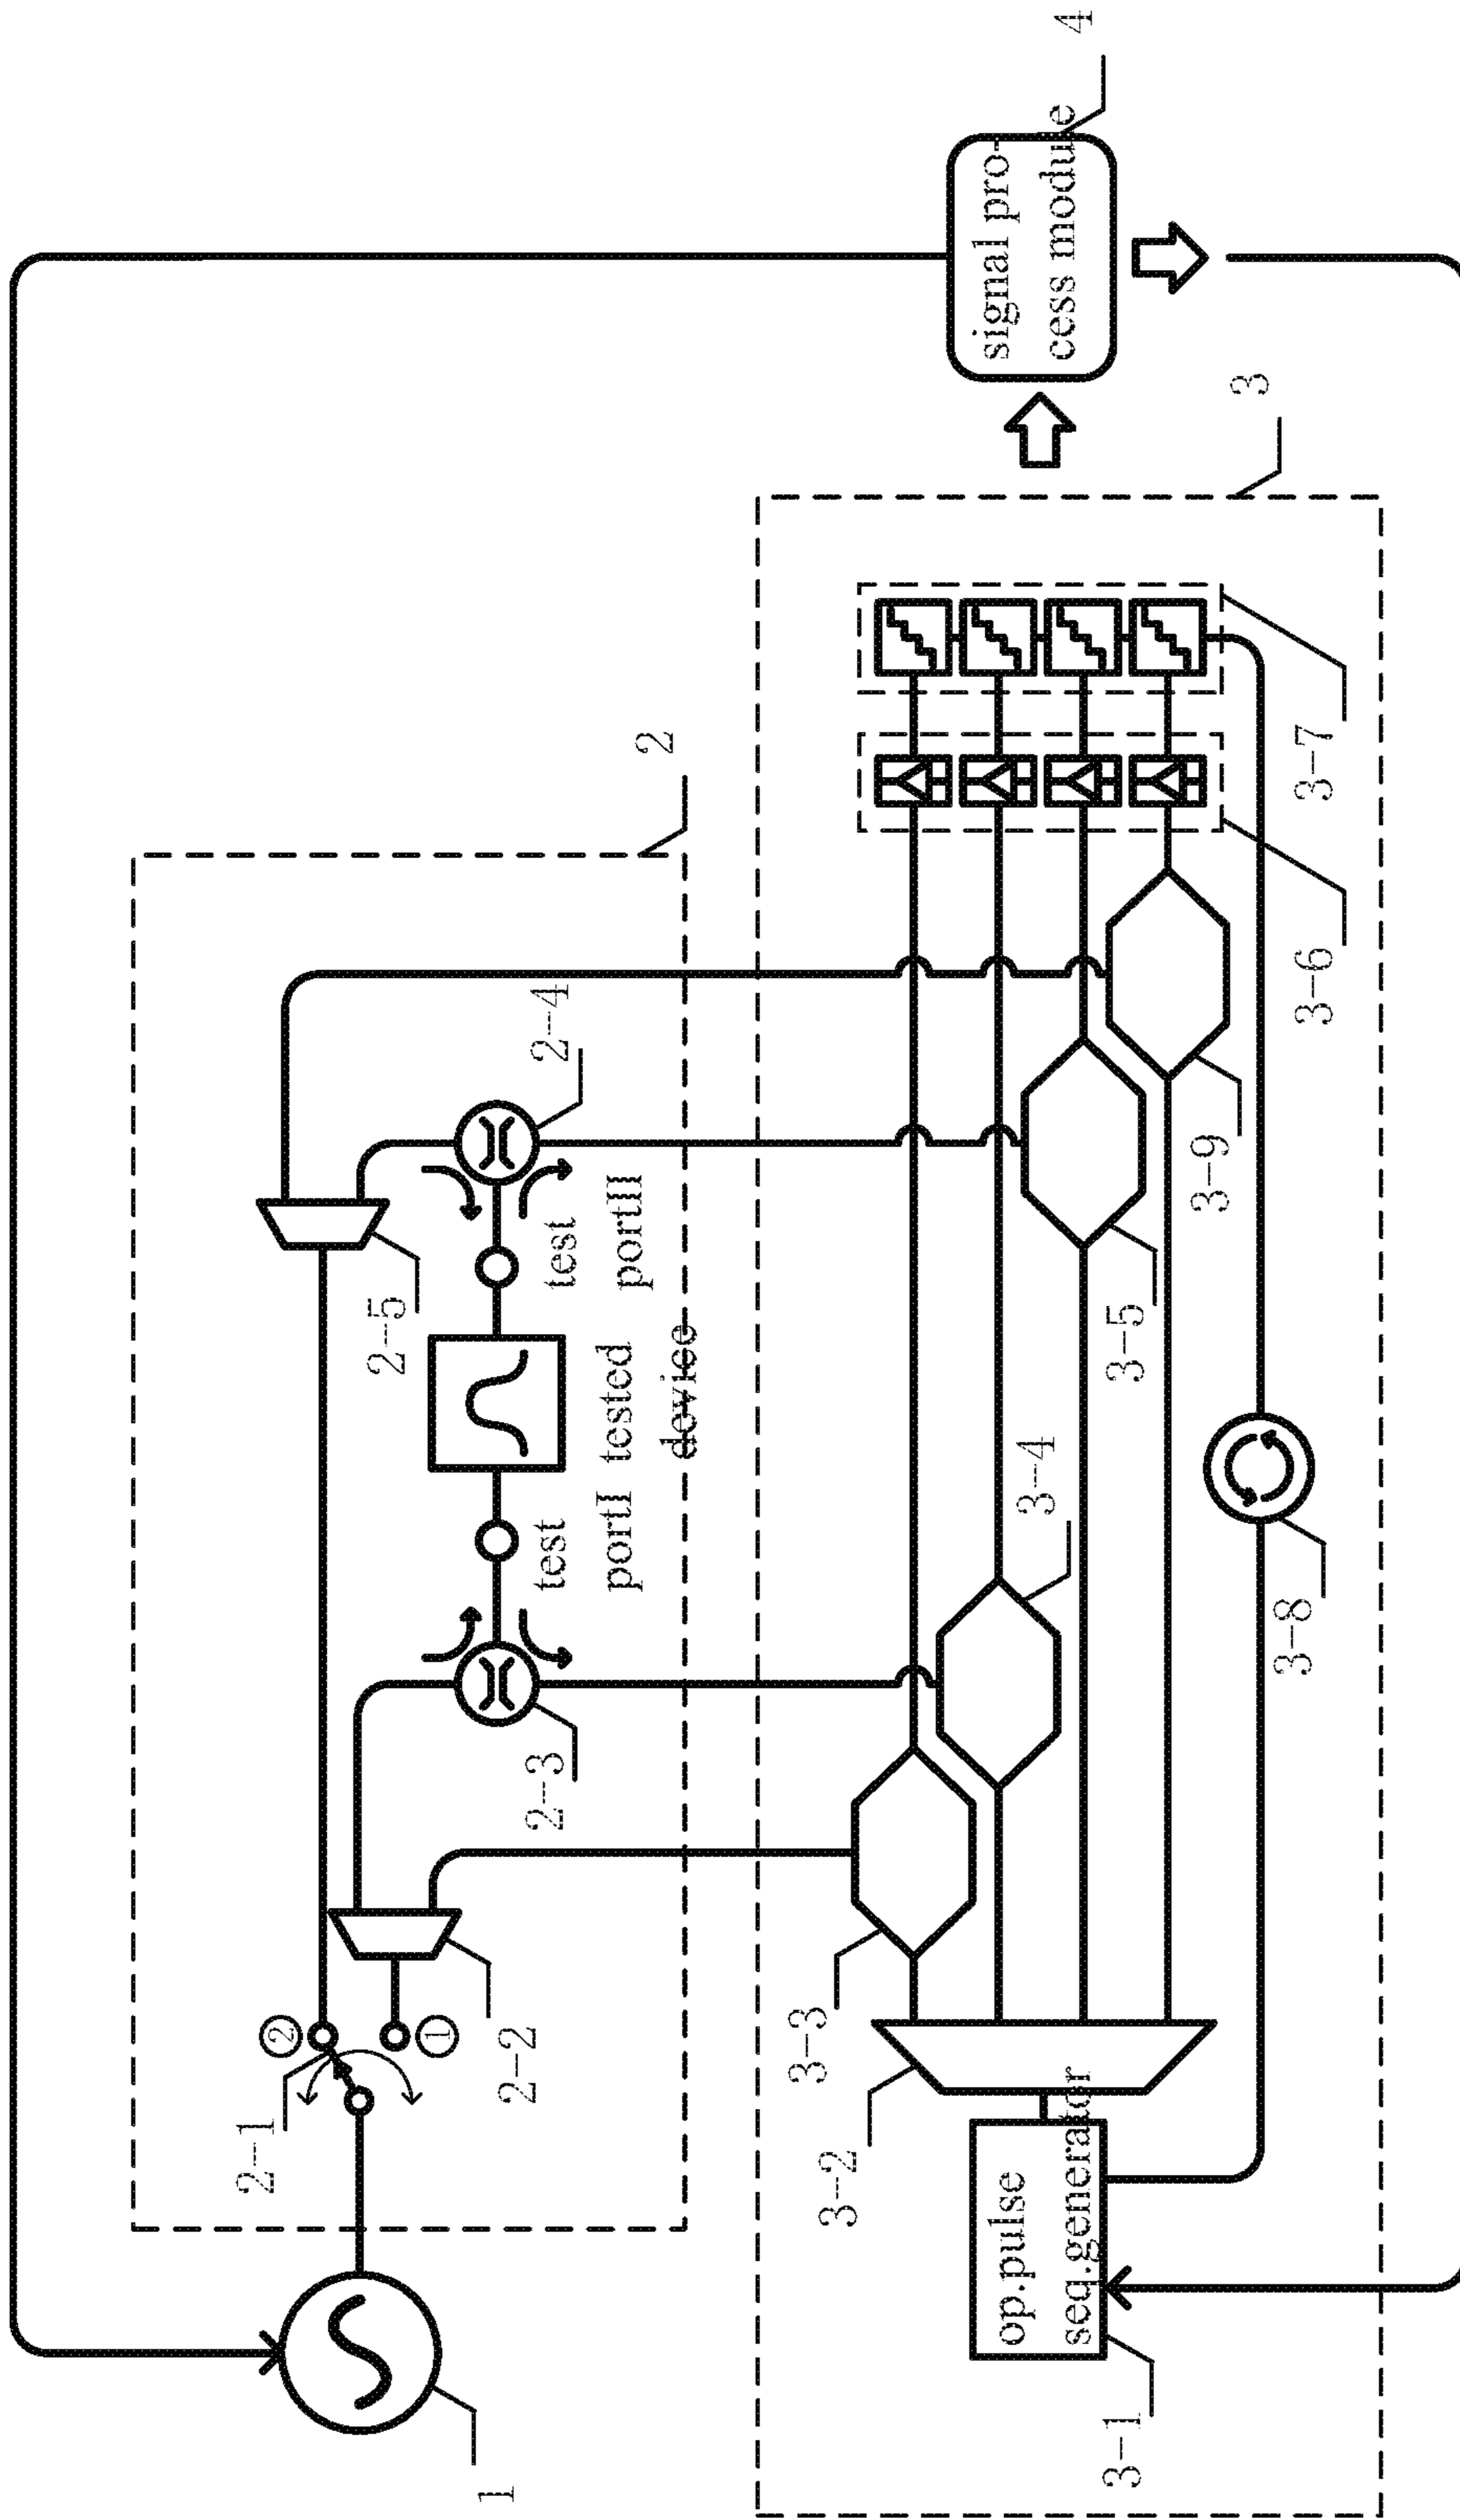 1
2-1
②
①
2-2
2-3
test
portI
tested
device
test
portII
2-4
2-5
2
signal pro-
cess module
4
3
op.pulse
seq.generator
3-1
3-2
3-3
3-4
3-5
3-9
3-6
3-7
3-8